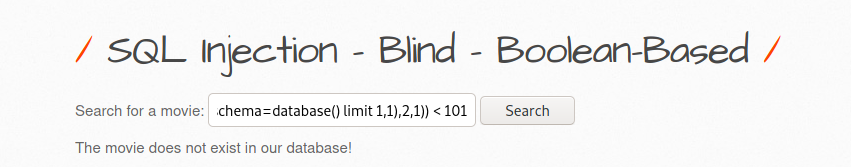 / SQL Injection - Blind - Boolean-Based /
Search for a movie: chema=database() limit 1,1),2,1)) < 101 Search
The movie does not exist in our database!